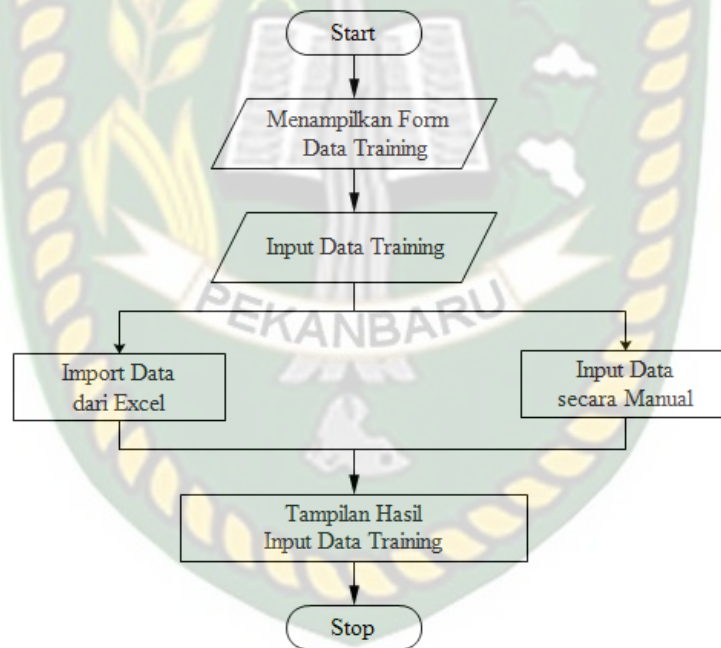 Start
Menampilkan Form
Data Training
Input Data Training
PEKANBARU
Import Data
dari Excel
Input Data
secara Manual
Tampilan Hasil
Input Data Training
Stop